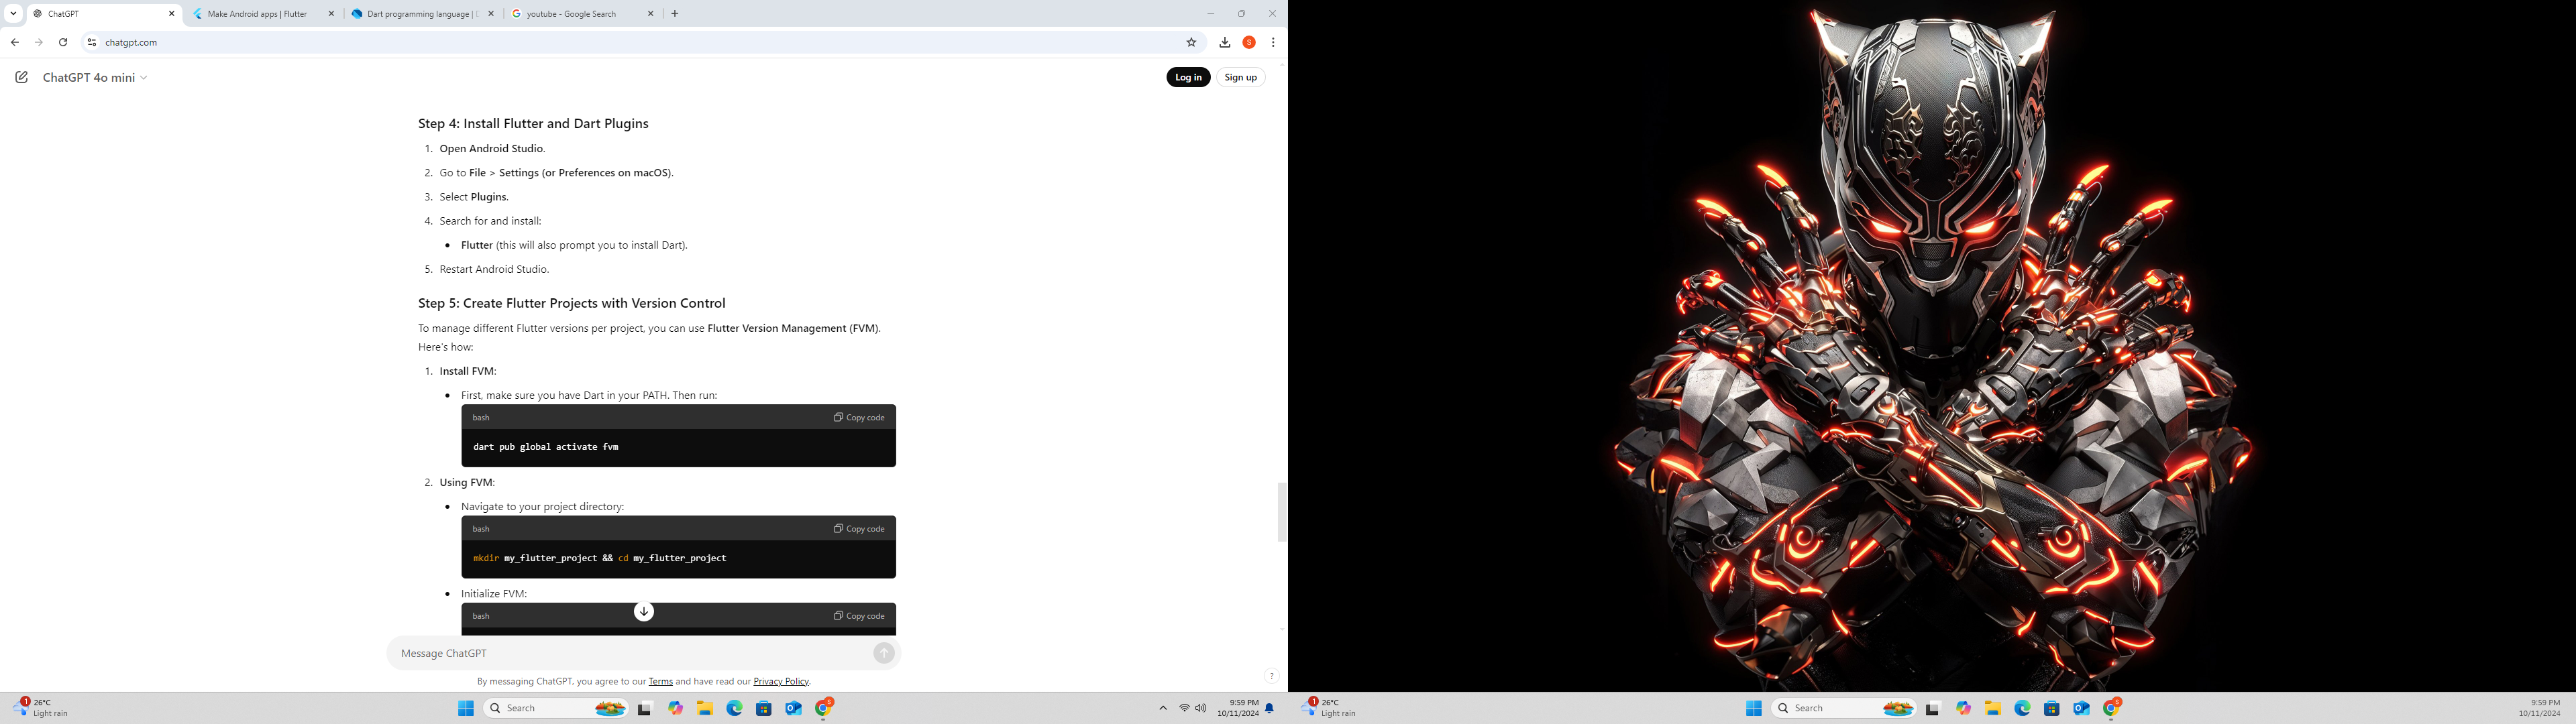 ChatGPT
Make Android apps | Flutter
Dart programming language |
youtube - Google Search
chatgpt.com
S
ChatGPT 4o mini
Log in
Sign up
Step 4: Install Flutter and Dart Plugins
1. Open Android Studio.
2. Go to File > Settings (or Preferences on macOS).
3. Select Plugins.
4. Search for and install:
• Flutter (this will also prompt you to install Dart).
5. Restart Android Studio.
Step 5: Create Flutter Projects with Version Control
To manage different Flutter versions per project, you can use Flutter Version Management (FVM).
Here's how:
1. Install FVM:
• First, make sure you have Dart in your PATH. Then run:
bash
Copy code
dart pub global activate fvm
2. Using FVM:
• Navigate to your project directory:
bash
Copy code
mkdir my_flutter_project && cd my_flutter_project
• Initialize FVM:
bash
Copy code
Message ChatGPT
By messaging ChatGPT, you agree to our Terms and have read our Privacy Policy.
?
1
26°C
Light rain
Search
S
9:59 PM
10/11/2024
1
26°C
Light rain
Search
S
9:59 PM
10/11/2024